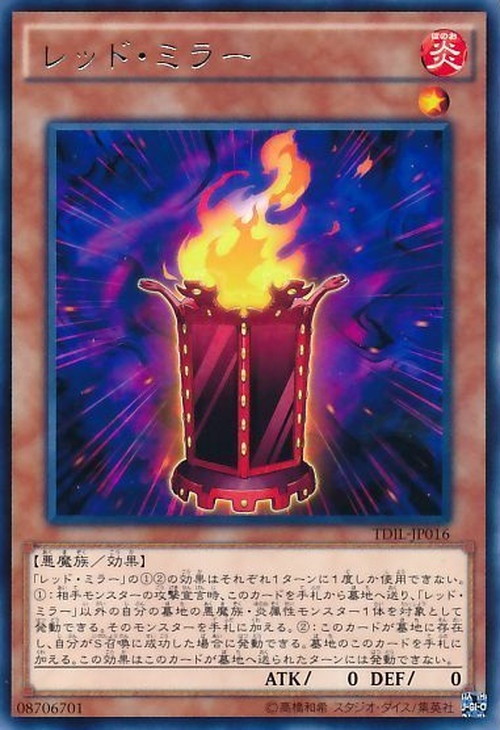 レッド・ミラー
炎
TDIL-JP016
【悪魔族／効果】
「レッド・ミラー」の①②の効果はそれぞれ1ターンに1度しか使用できない。
①：相手モンスターの攻撃宣言時、このカードを手札から墓地へ送り、「レッド・
ミラー」以外の自分の墓地の悪魔族・炎属性モンスター1体を対象として
発動できる。そのモンスターを手札に加える。②：このカードが墓地に存在
し、自分がS召喚に成功した場合に発動できる。墓地のこのカードを手札に
加える。この効果はこのカードが墓地へ送られたターンには発動できない。
ATK/ 0 DEF/ 0
08706701 ©高橋和希 スタジオ・ダイス/集英社